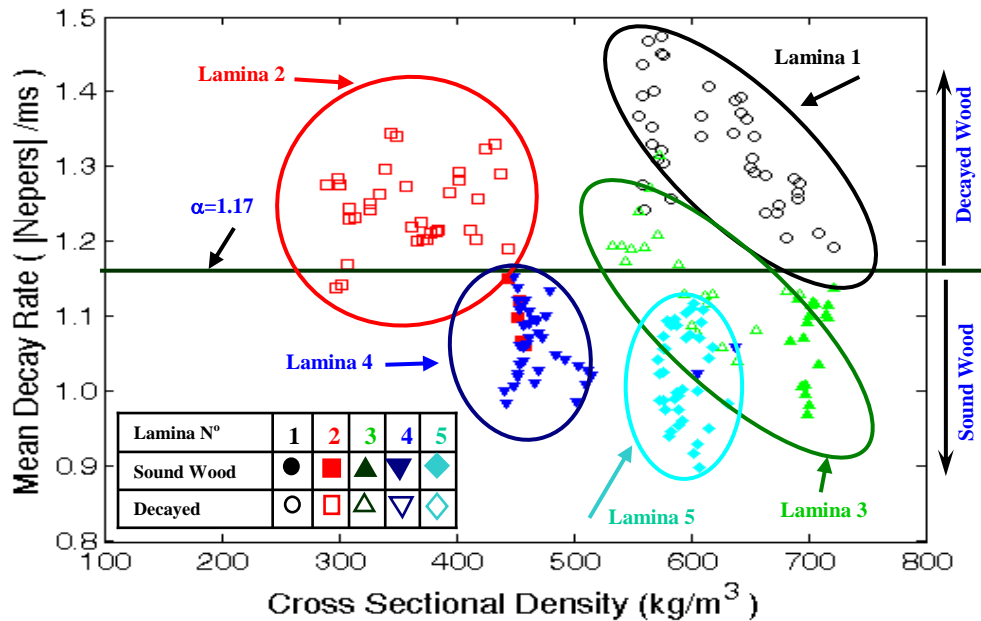 Mean Decay Rate ( |Nepers| /ms )
1.5
1.4
1.3
1.2
1.1
1.0
0.9
0.8
100
200
300
400
500
600
700
800
Cross Sectional Density (kg/m³)
Lamina 2
Lamina 1
α=1.17
Lamina 4
Lamina 5
Lamina 3
Decayed Wood
Sound Wood
Lamina Nº 1 2 3 4 5
Sound Wood
Decayed